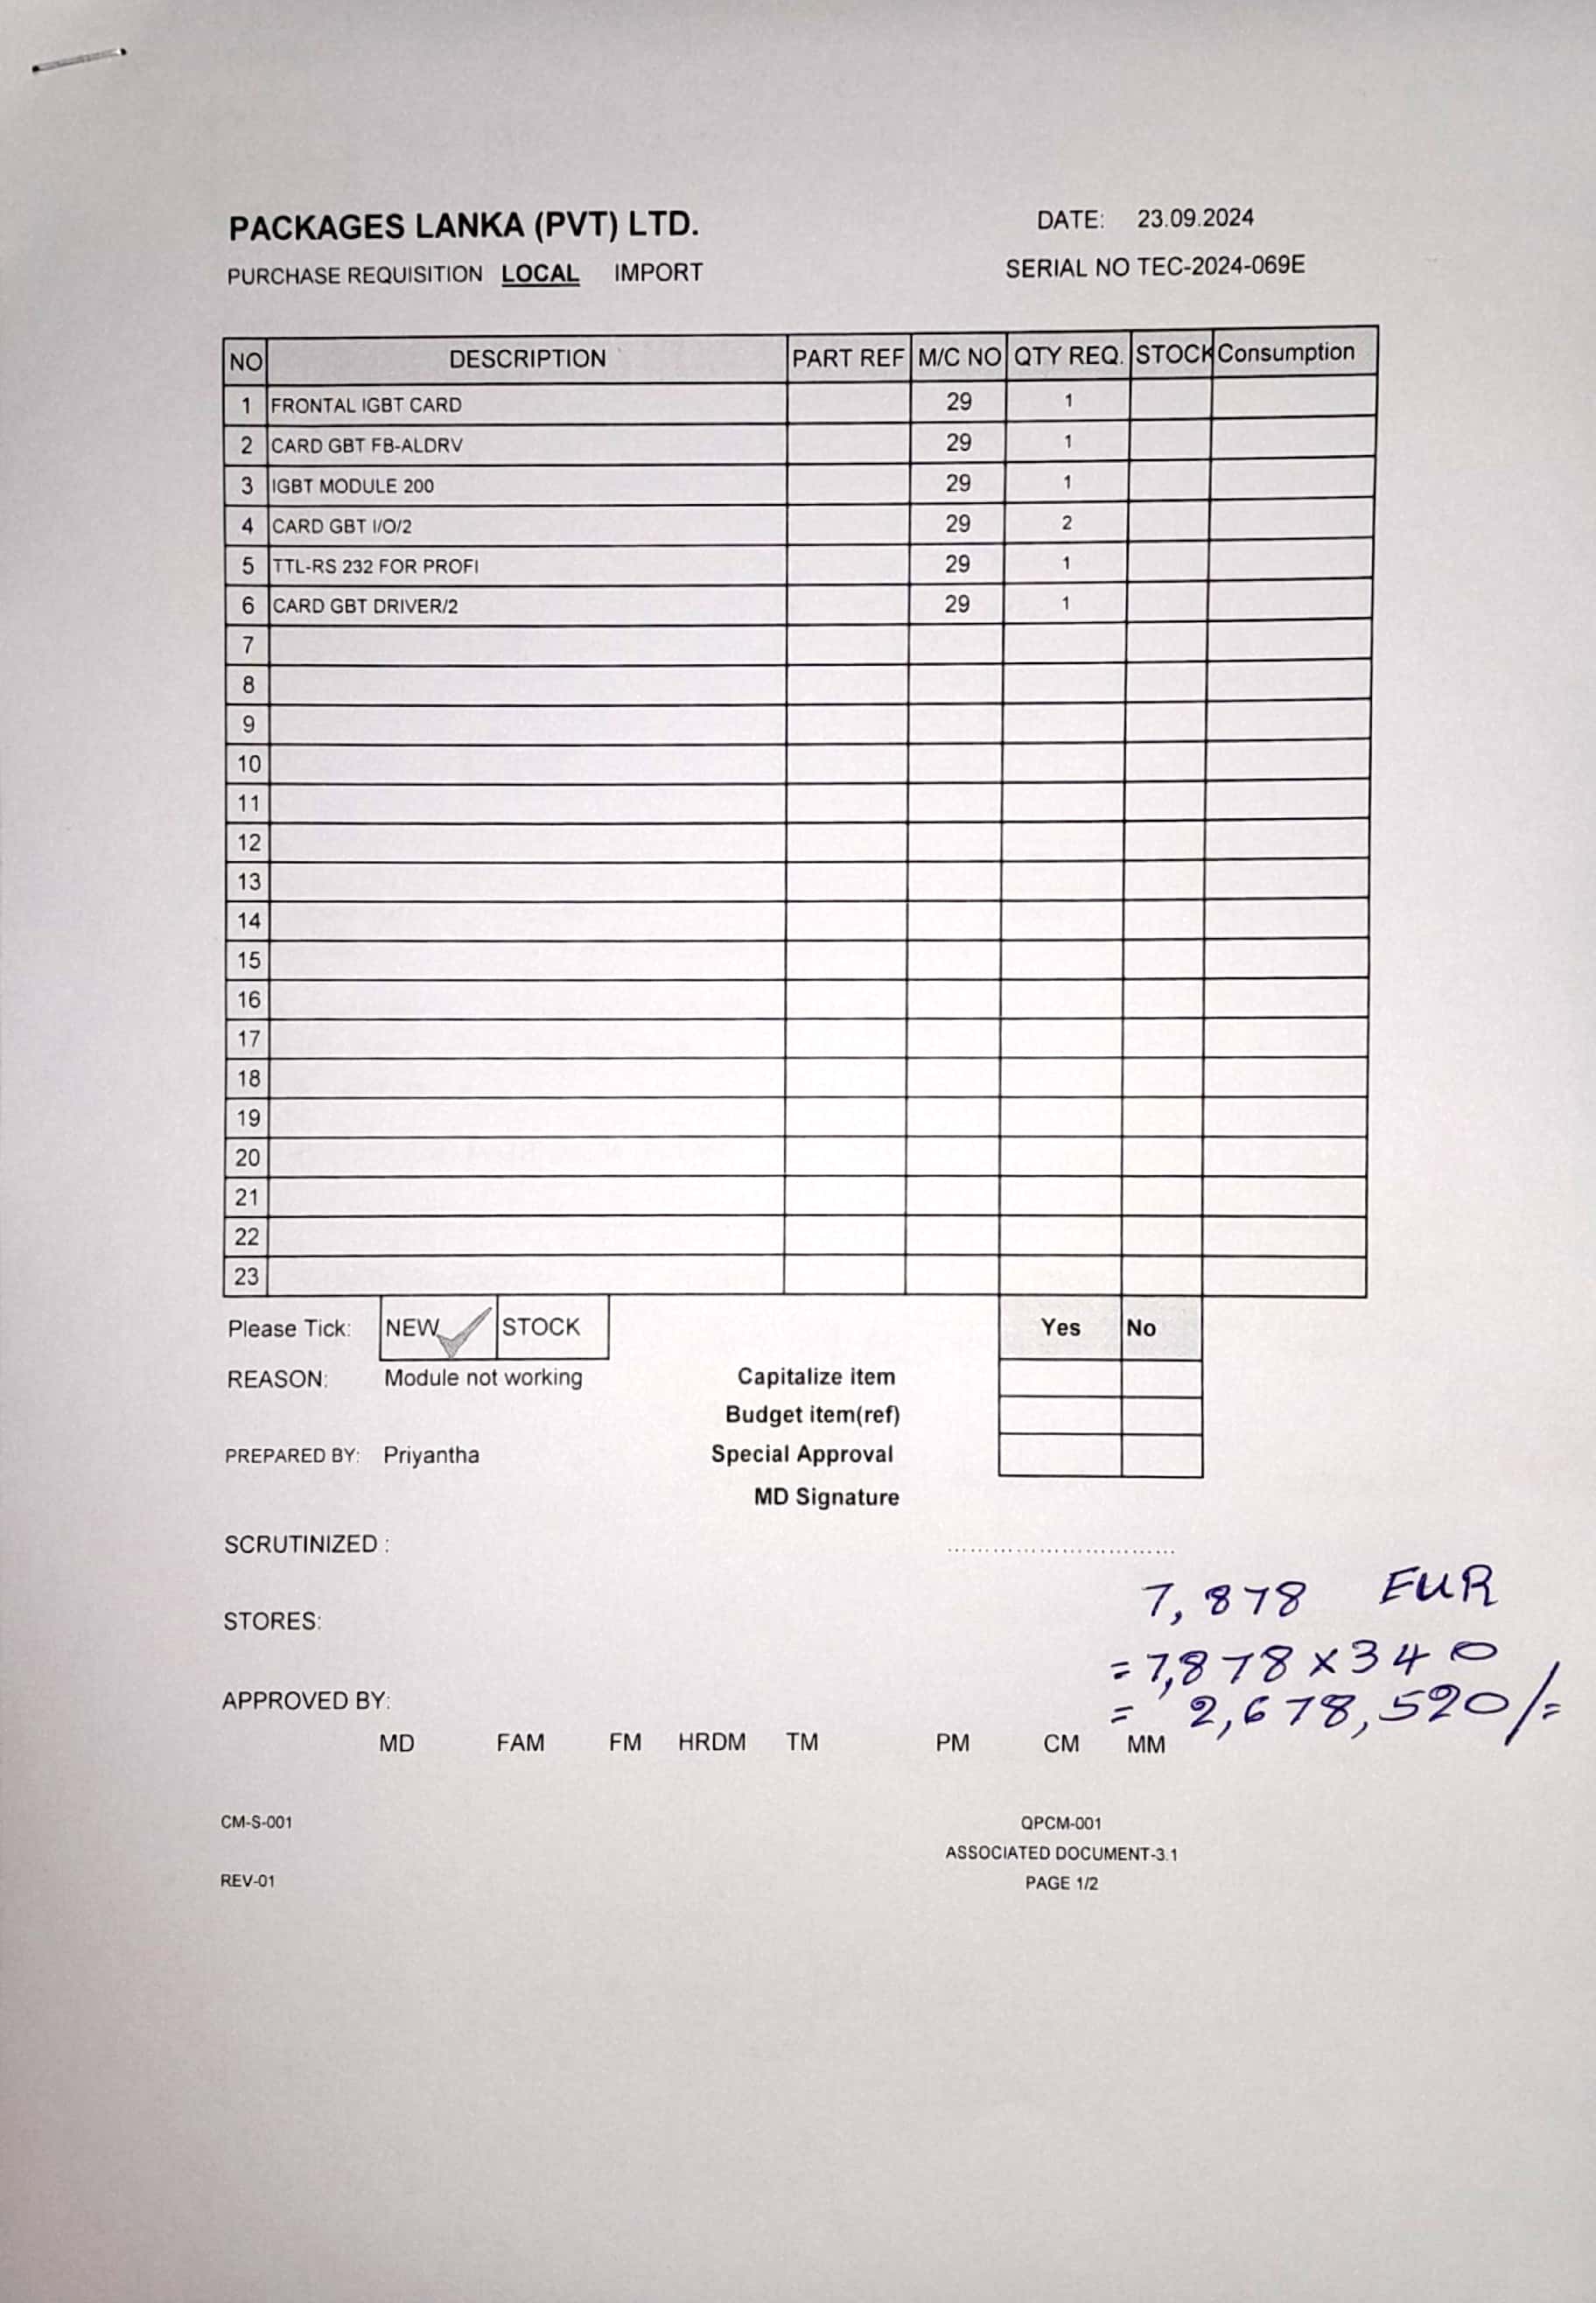 PACKAGES LANKA (PVT) LTD. DATE: 23.09.2024
PURCHASE REQUISITION LOCAL IMPORT SERIAL NO TEC-2024-069E
NO DESCRIPTION PART REF M/C NO QTY REQ. STOCK Consumption
1 FRONTAL IGBT CARD 29 1
2 CARD GBT FB-ALDRV 29 1
3 IGBT MODULE 200 29 1
4 CARD GBT I/O/2 29 2
5 TTL-RS 232 FOR PROFI 29 1
6 CARD GBT DRIVER/2 29 1
7
8
9
10
11
12
13
14
15
16
17
18
19
20
21
22
23
Please Tick: NEW STOCK Yes No
REASON: Module not working Capitalize item
Budget item(ref)
PREPARED BY: Priyantha Special Approval
MD Signature
SCRUTINIZED : ..............................
7,878 EUR
STORES:
= 7,878 x 340
APPROVED BY:
= 2,678,520/=
MD FAM FM HRDM TM PM CM MM
CM-S-001 QPCM-001
ASSOCIATED DOCUMENT-3.1
REV-01 PAGE 1/2